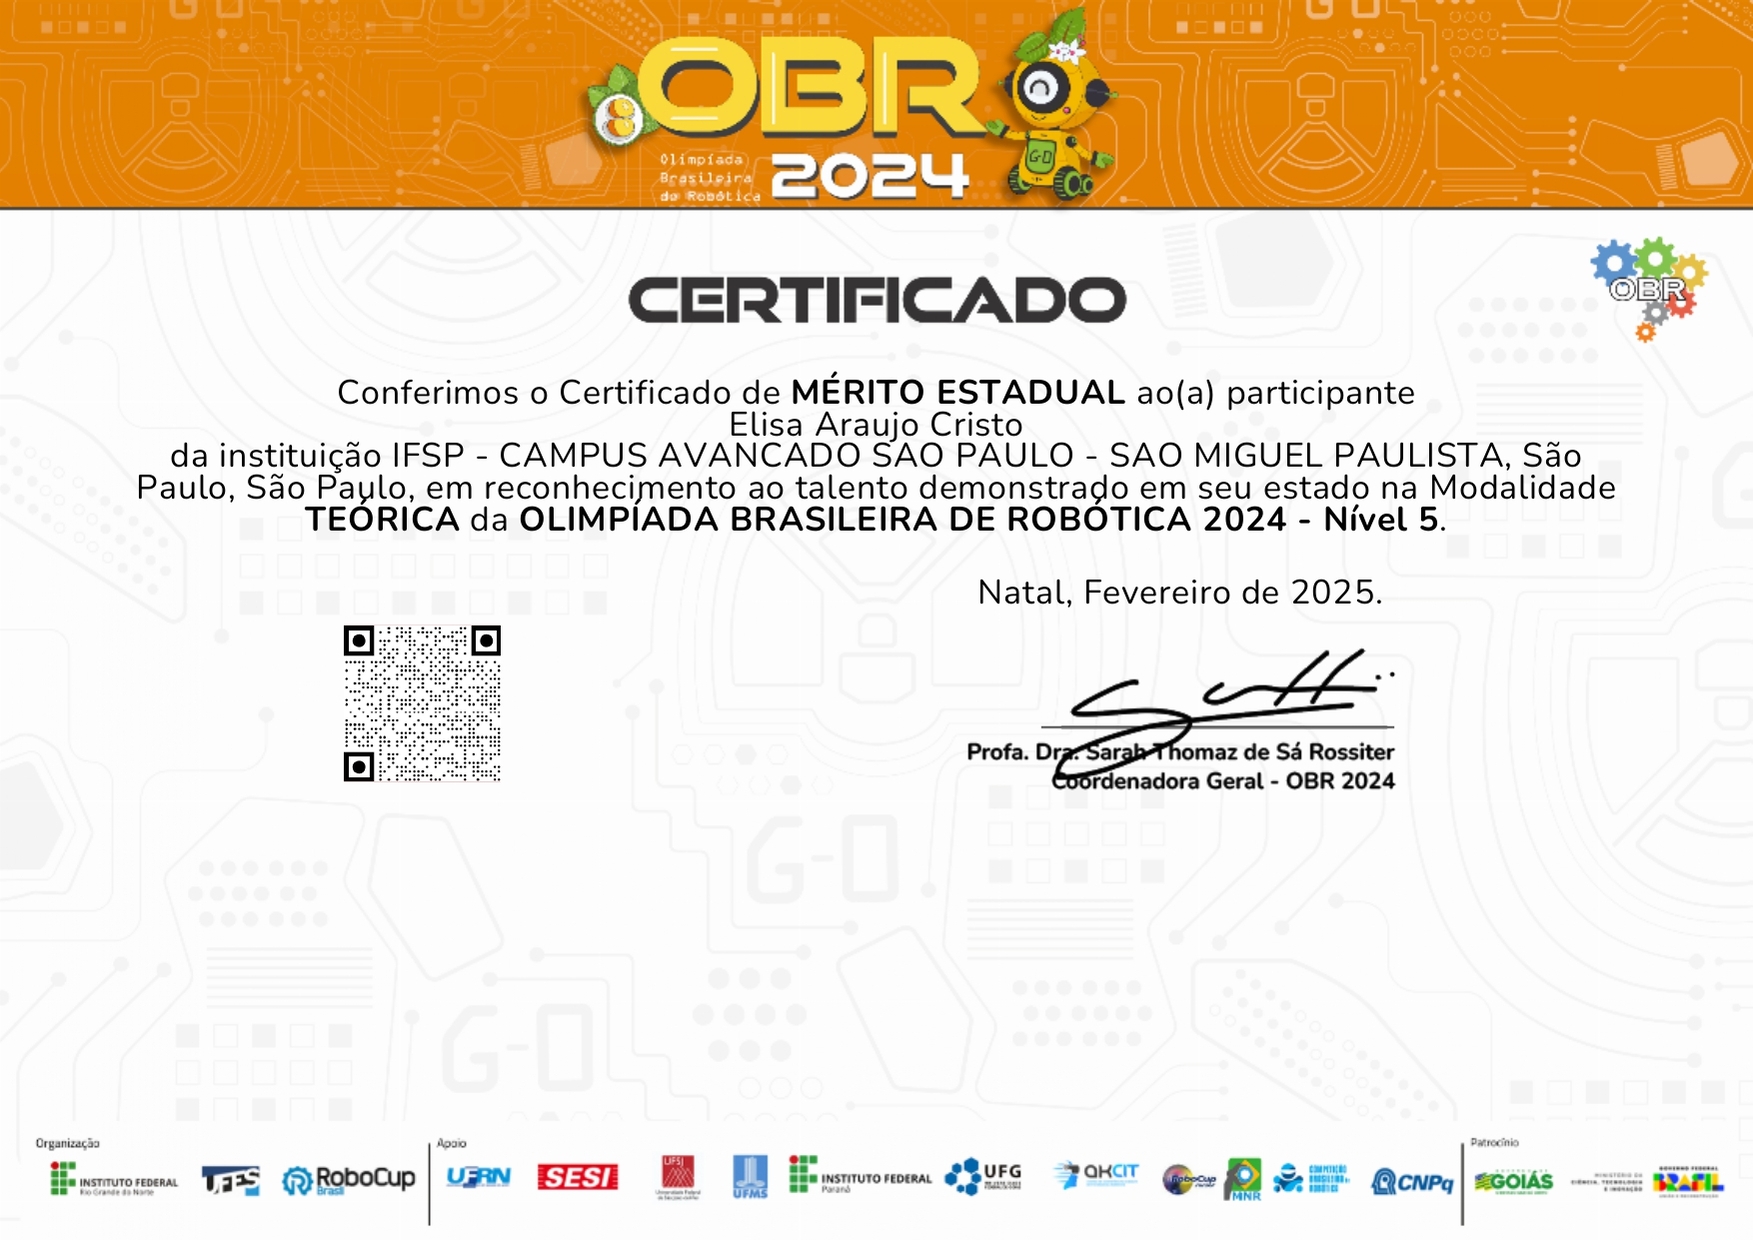 OBR
Olimpíada
Brasileira
de Robótica
2024
GO
CERTIFICADO
OBR
Conferimos o Certificado de MÉRITO ESTADUAL ao(a) participante
Elisa Araujo Cristo
da instituição IFSP - CAMPUS AVANCADO SAO PAULO - SAO MIGUEL PAULISTA, São
Paulo, São Paulo, em reconhecimento ao talento demonstrado em seu estado na Modalidade
TEÓRICA da OLIMPÍADA BRASILEIRA DE ROBÓTICA 2024 - Nível 5.
Natal, Fevereiro de 2025.
Profa. Dra. Sarah Thomaz de Sá Rossiter
Coordenadora Geral - OBR 2024
Organização
INSTITUTO FEDERAL
Rio Grande do Norte
UFES
RoboCup
Brasil
Apoio
UFRN
SESI
UFSJ
UFMS
INSTITUTO FEDERAL
Paraná
UFG
AKCIT
RoboCup
MNR
CNPq
Patrocínio
GOIÁS
MINISTÉRIO DA
CIÊNCIA, TECNOLOGIA
E INOVAÇÃO
GOVERNO FEDERAL
BRASIL